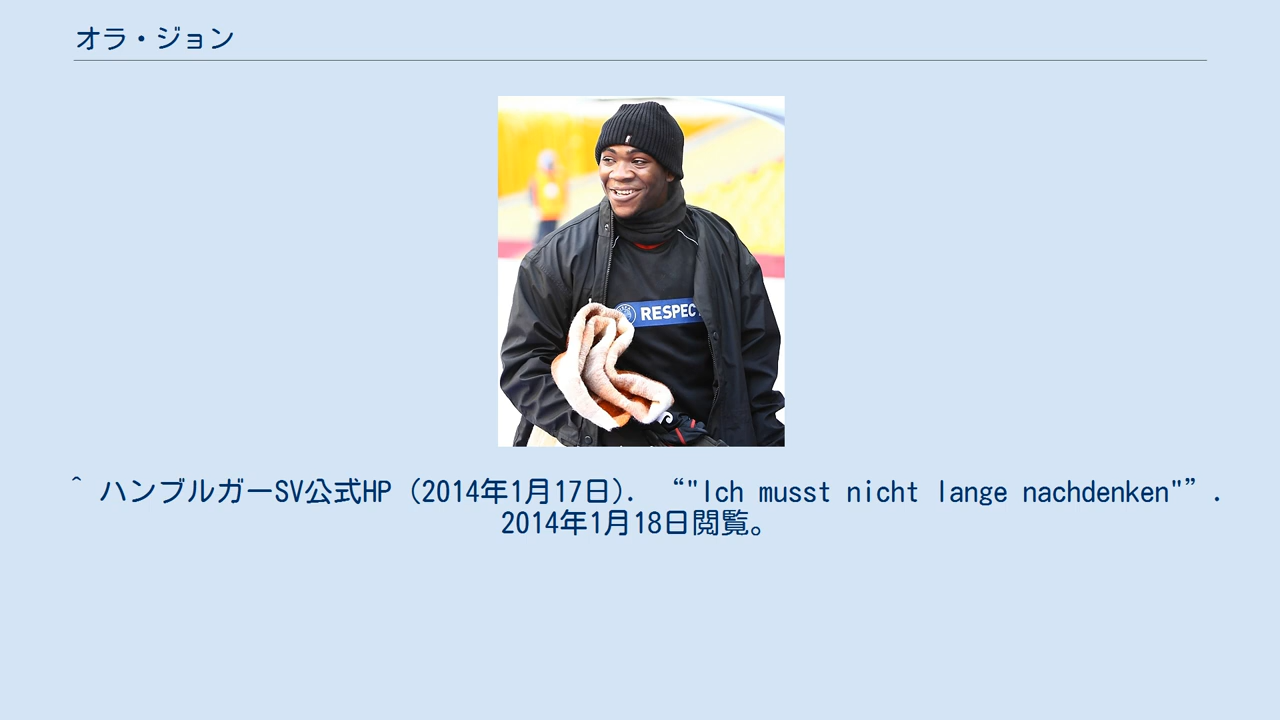 オラ・ジョン
RESPEC
^ ハンブルガーSV公式HP (2014年1月17日). “"Ich musst nicht lange nachdenken"” .
2014年1月18日閲覧。